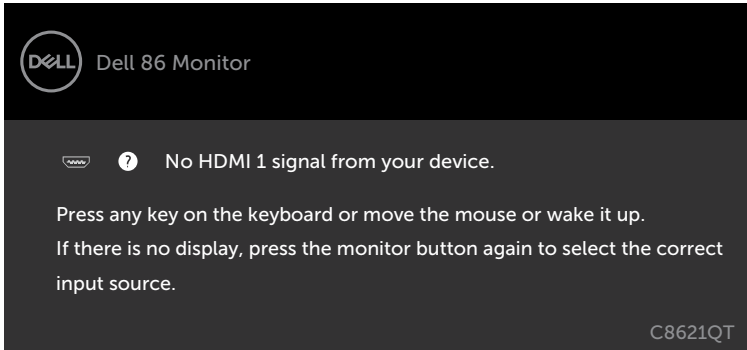 DELL
Dell 86 Monitor
? No HDMI 1 signal from your device.
Press any key on the keyboard or move the mouse or wake it up.
If there is no display, press the monitor button again to select the correct
input source.
C8621QT